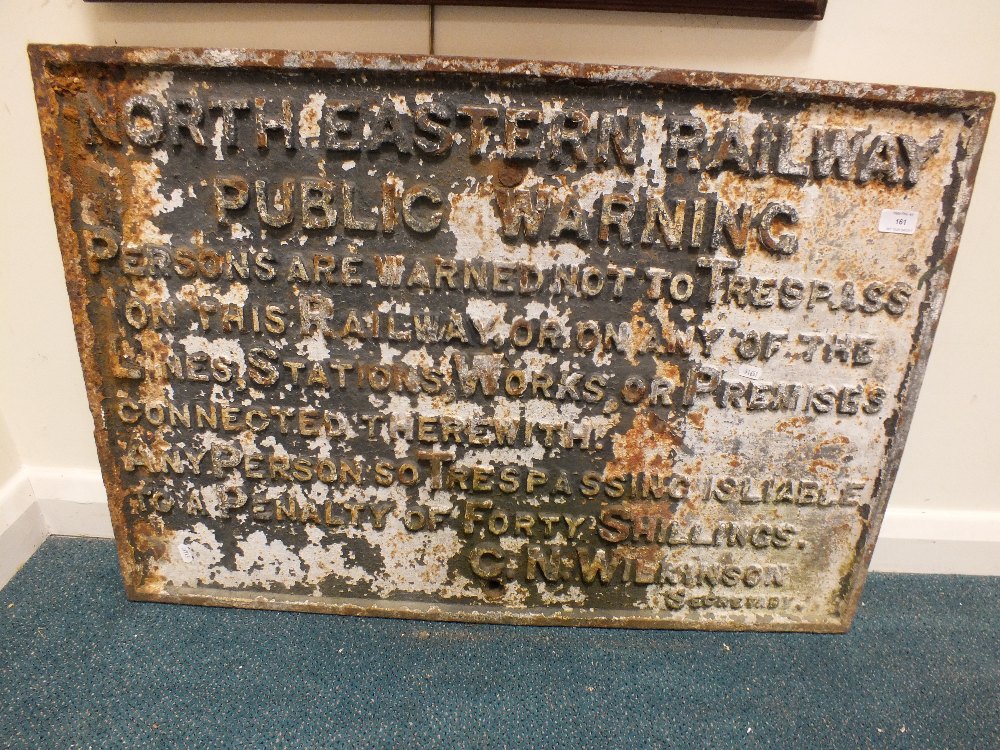 NORTH EASTERN RAILWAY
PUBLIC WARNING
PERSONS ARE WARNED NOT TO TRESPASS
ON THIS RAILWAY, OR ON ANY OF THE
LINES, STATIONS WORKS OR PREMISES
CONNECTED THEREWITH.
ANY PERSON SO TRESPASSING IS LIABLE
TO A PENALTY OF FORTY SHILLINGS.
C. N. WILKINSON
SECRETARY.
161